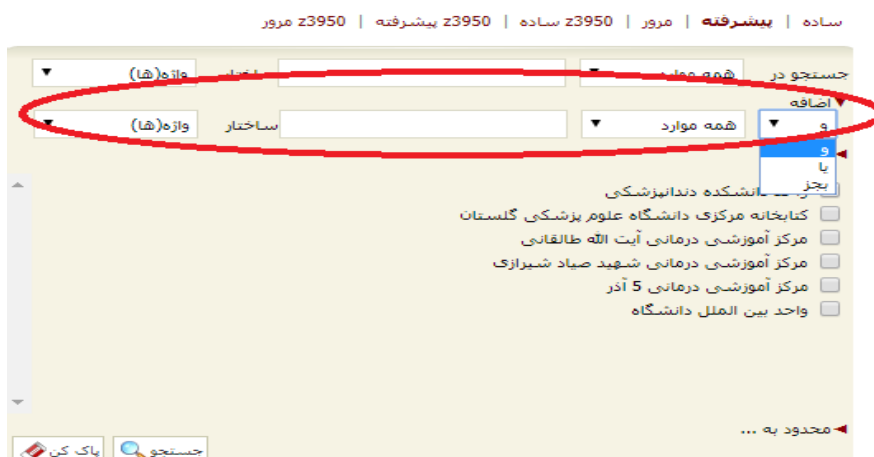 ساده | پیشرفته | مرور | z3950 ساده | z3950 پیشرفته | z3950 مرور
جستجو در همه موارد ساختار واژه(ها)
اضافه
و همه موارد ساختار واژه(ها)
و
یا
بجز
دانشکده دندانپزشکی
کتابخانه مرکزی دانشگاه علوم پزشکی گلستان
مرکز آموزشی درمانی آیت الله طالقانی
مرکز آموزشی درمانی شهید صیاد شیرازی
مرکز آموزشی درمانی 5 آذر
واحد بین الملل دانشگاه
محدود به ...
جستجو پاک کن